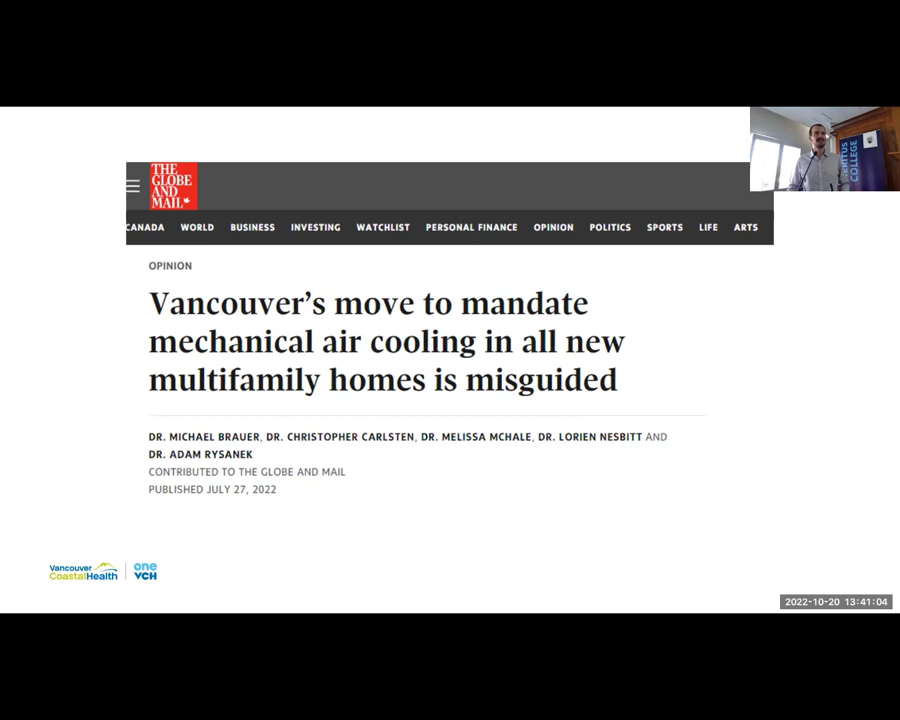 THE
GLOBE
AND
MAIL
CANADA WORLD BUSINESS INVESTING WATCHLIST PERSONAL FINANCE OPINION POLITICS SPORTS LIFE ARTS
OPINION
Vancouver's move to mandate
mechanical air cooling in all new
multifamily homes is misguided
DR. MICHAEL BRAUER, DR. CHRISTOPHER CARLSTEN, DR. MELISSA MCHALE, DR. LORIEN NESBITT AND
DR. ADAM RYSANEK
CONTRIBUTED TO THE GLOBE AND MAIL
PUBLISHED JULY 27, 2022
Vancouver
CoastalHealth
one
VCH
COLLEGE
2022-10-20 13:41:04